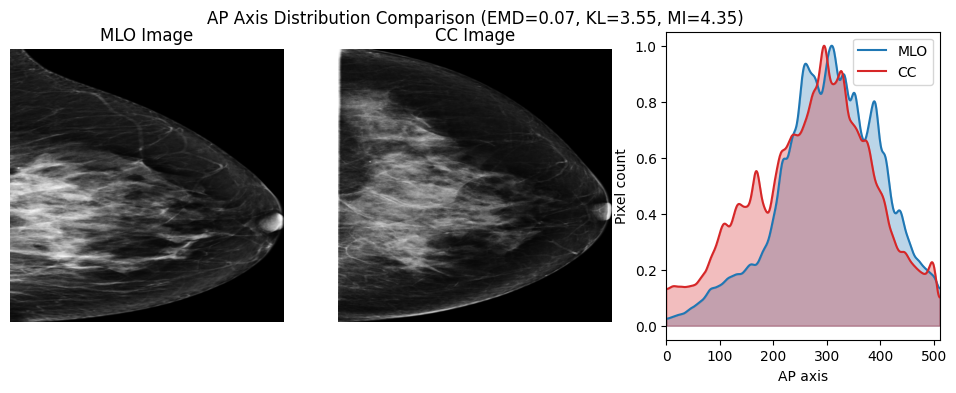 AP Axis Distribution Comparison (EMD=0.07, KL=3.55, MI=4.35)
MLO Image
CC Image
MLO
CC
Pixel count
1.0
0.8
0.6
0.4
0.2
0.0
0 100 200 300 400 500
AP axis